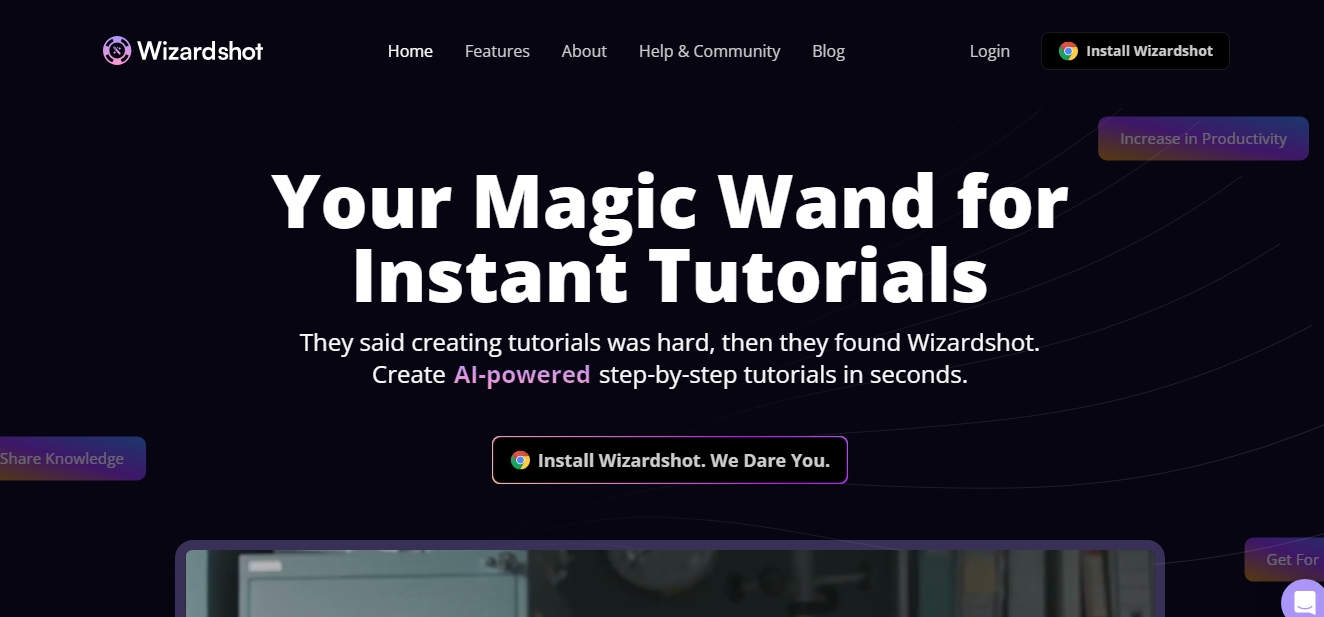 Wizardshot
Home
Features
About
Help & Community
Blog
Login
Install Wizardshot
Increase in Productivity
Your Magic Wand for
Instant Tutorials
They said creating tutorials was hard, then they found Wizardshot.
Create AI-powered step-by-step tutorials in seconds.
Share Knowledge
Install Wizardshot. We Dare You.
Get For